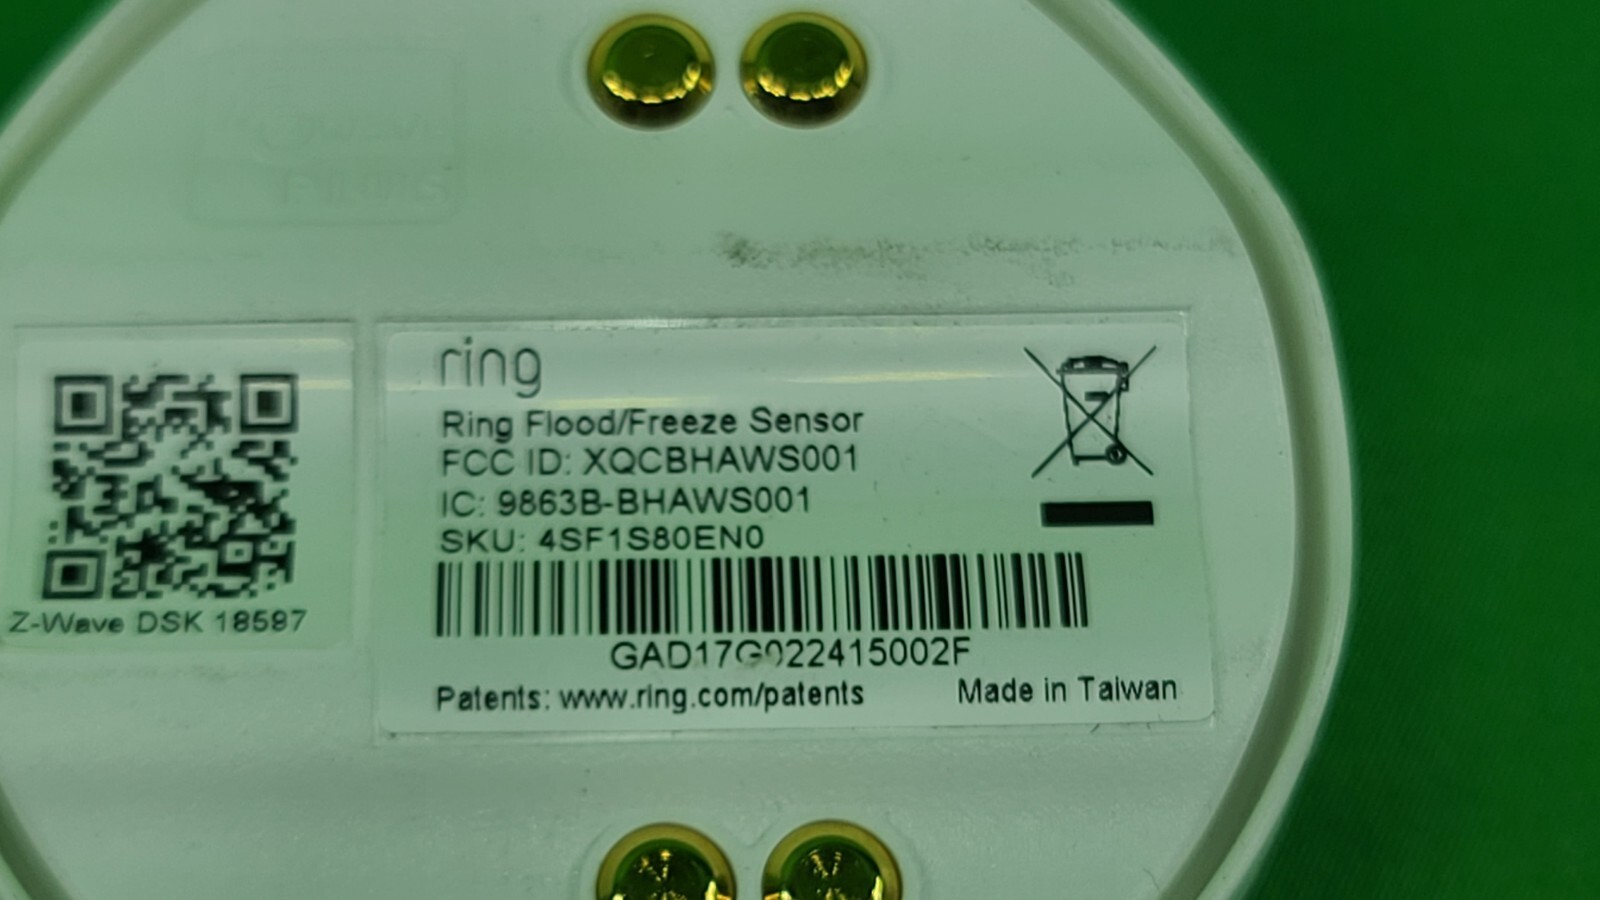 ring
Ring Flood/Freeze Sensor
FCC ID: XQCBHAWS001
IC: 9863B-BHAWS001
SKU: 4SF1S80EN0
GAD17G022415002F
Patents: www.ring.com/patents
Made in Taiwan
Z-Wave DSK 18597